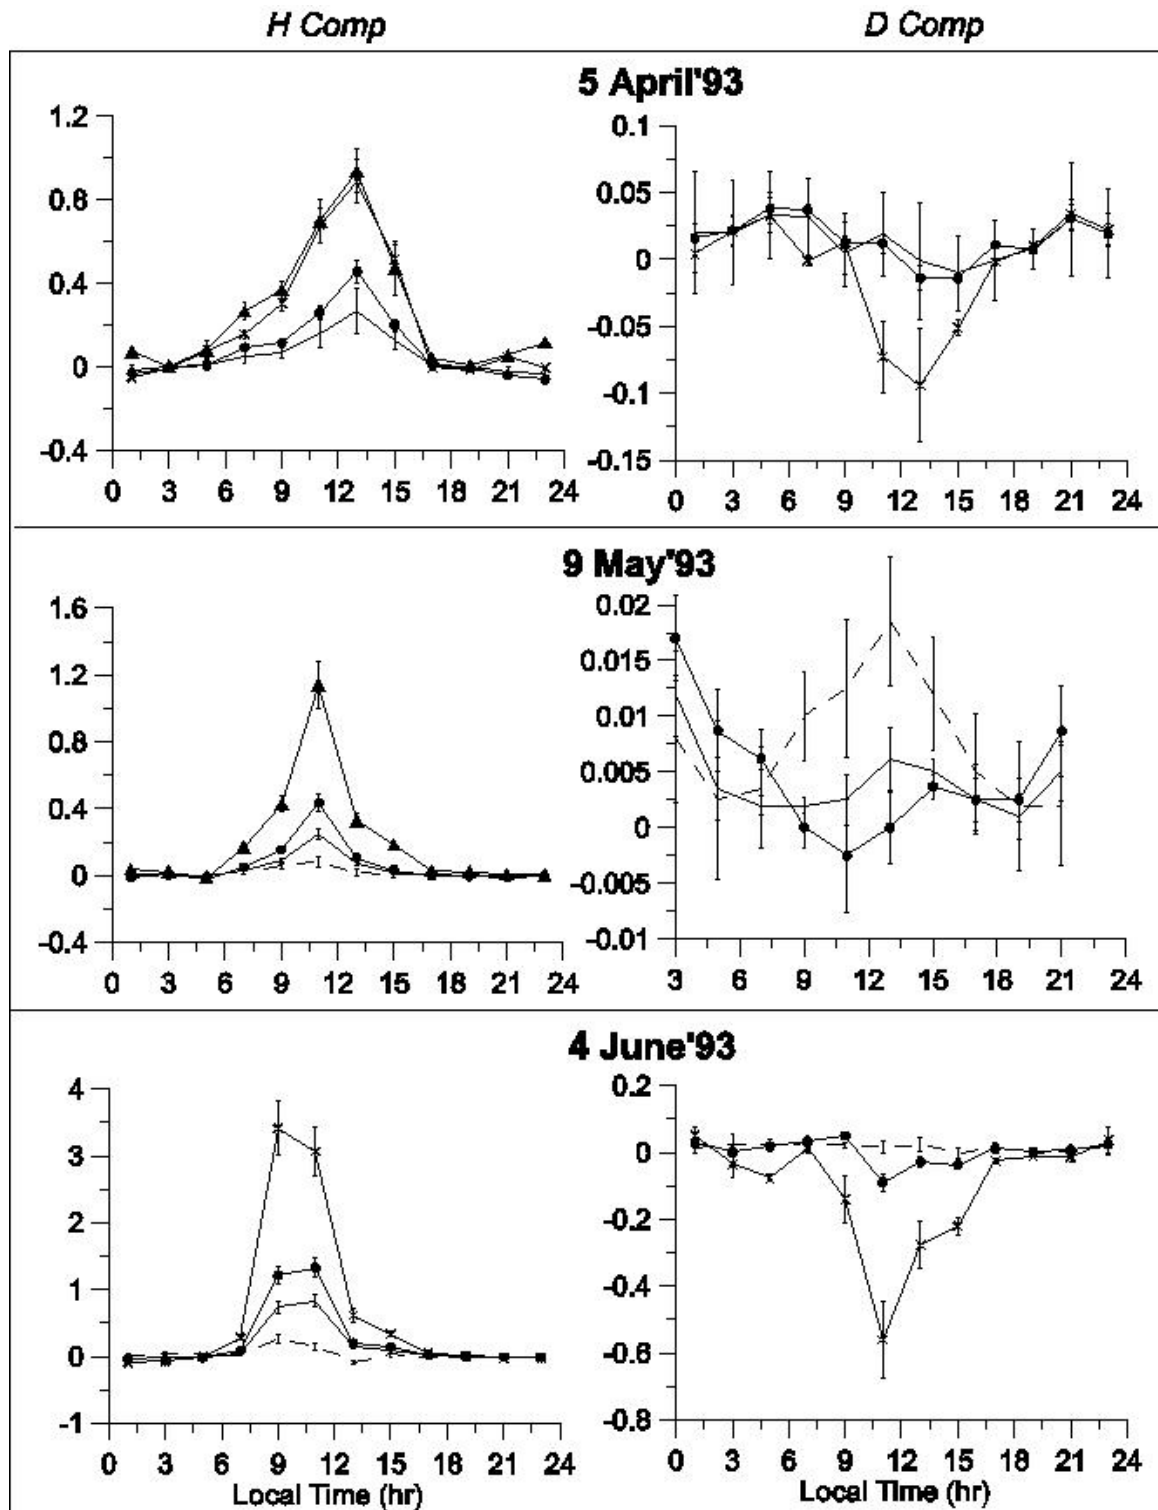 H Comp
D Comp
5 April'93
1.2
0.8
0.4
0
-0.4
0 3 6 9 12 15 18 21 24
0.1
0.05
0
-0.05
-0.1
-0.15
0 3 6 9 12 15 18 21 24
9 May'93
1.6
1.2
0.8
0.4
0
-0.4
0 3 6 9 12 15 18 21 24
0.02
0.015
0.01
0.005
0
-0.005
-0.01
3 6 9 12 15 18 21 24
4 June'93
4
3
2
1
0
-1
0 3 6 9 12 15 18 21 24
Local Time (hr)
0.2
0
-0.2
-0.4
-0.6
-0.8
0 3 6 9 12 15 18 21 24
Local Time (hr)